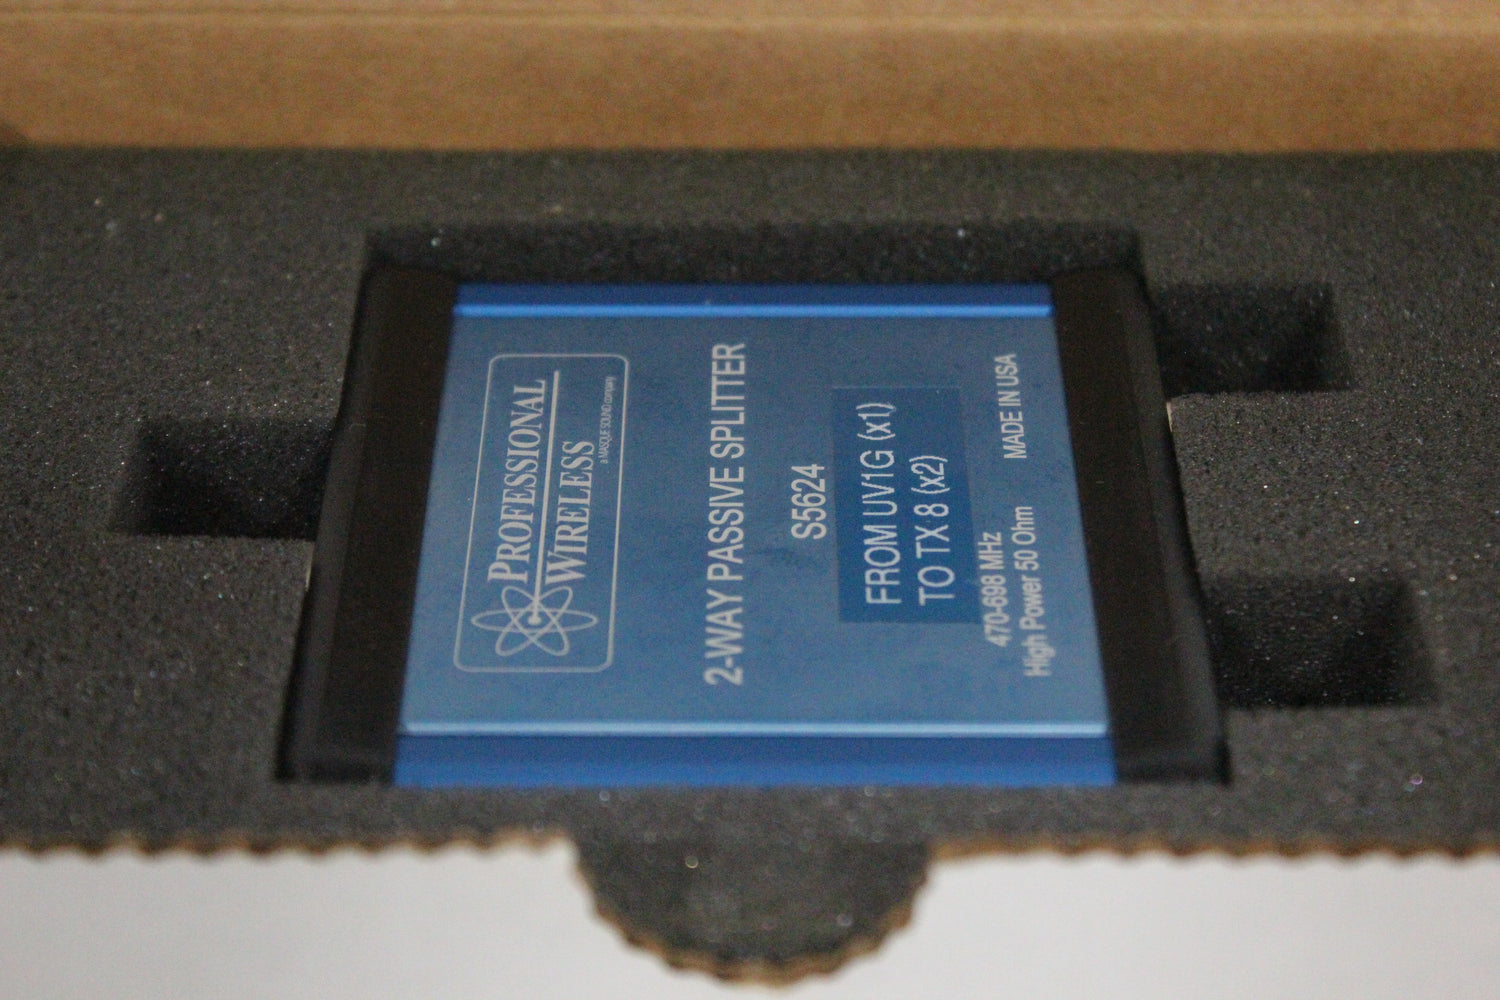 PROFESSIONAL
WIRELESS
a MASQUE SOUND company
2-WAY PASSIVE SPLITTER
S5624
FROM UV1G (x1)
TO TX 8 (x2)
470-698 MHz
High Power 50 Ohm
MADE IN USA